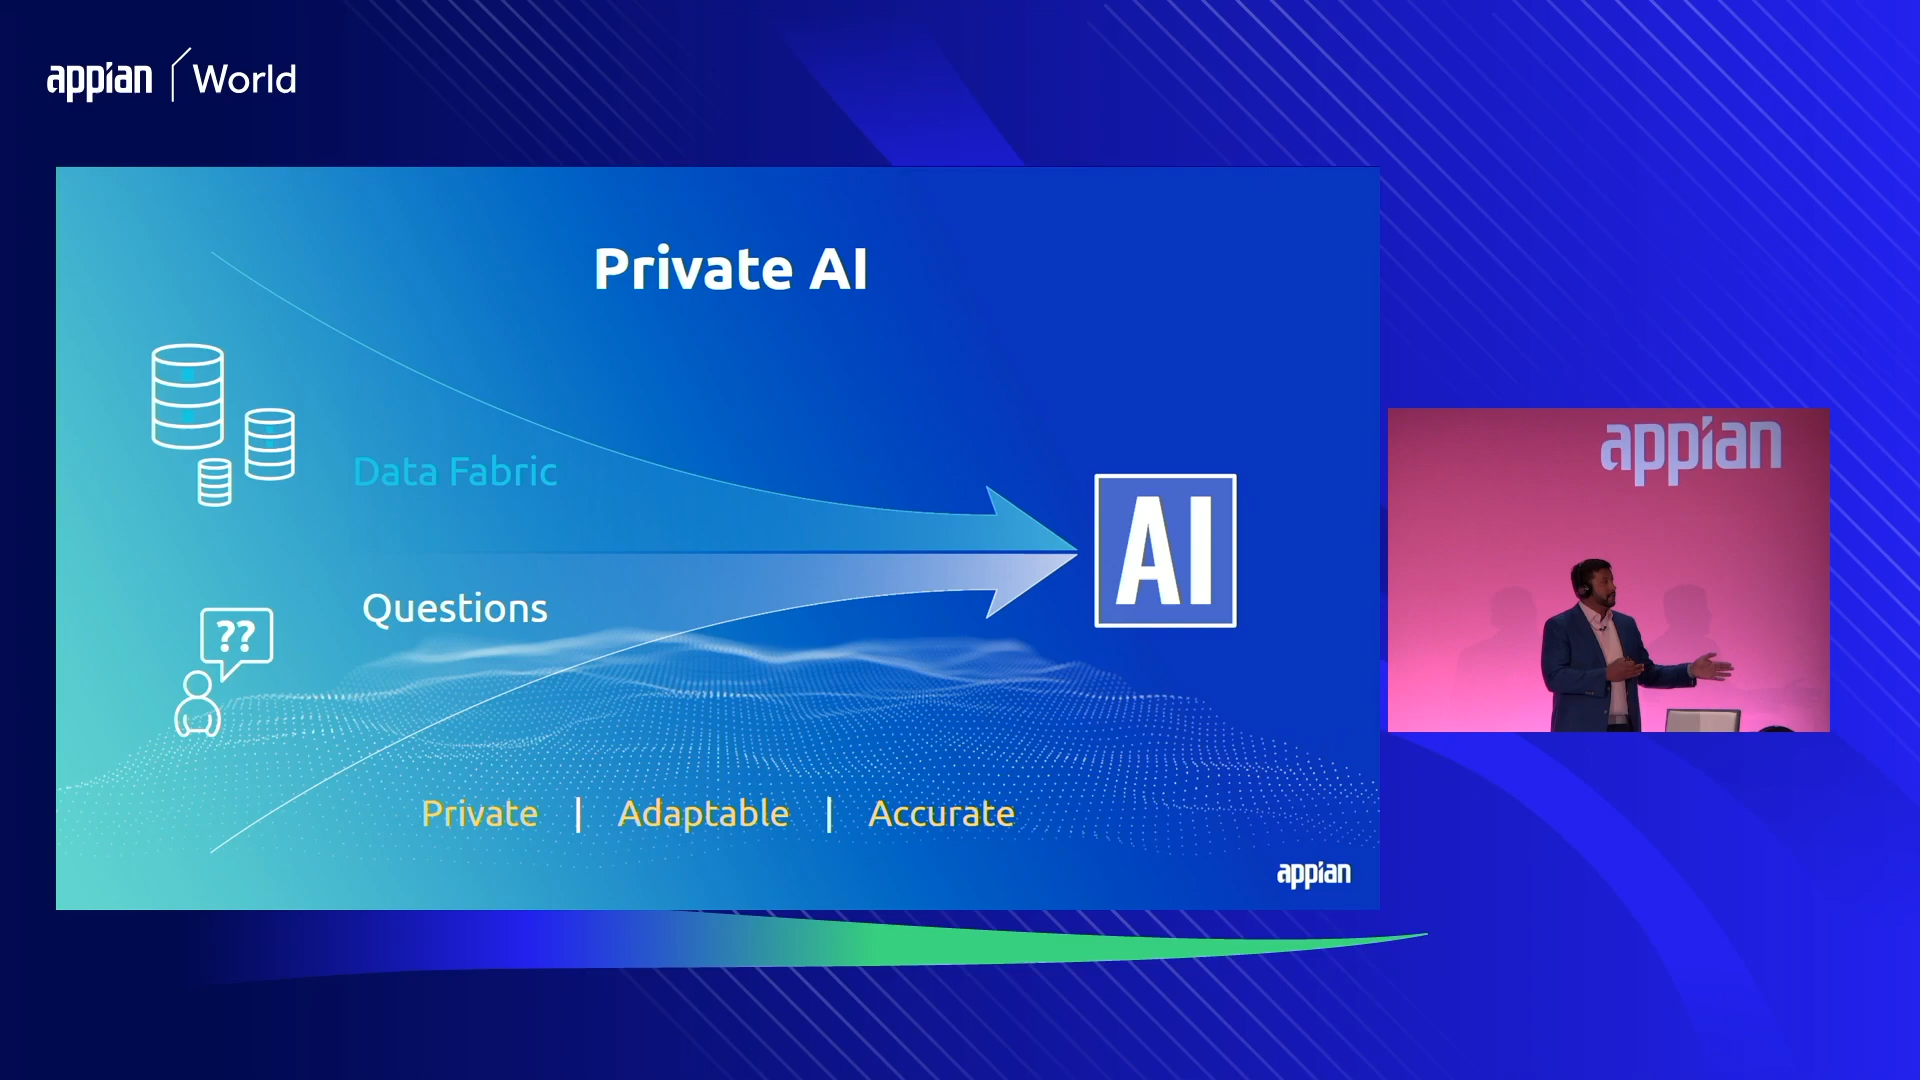 appian World
Private AI
Data Fabric
AI
Questions
??
Private | Adaptable | Accurate
appian
appian